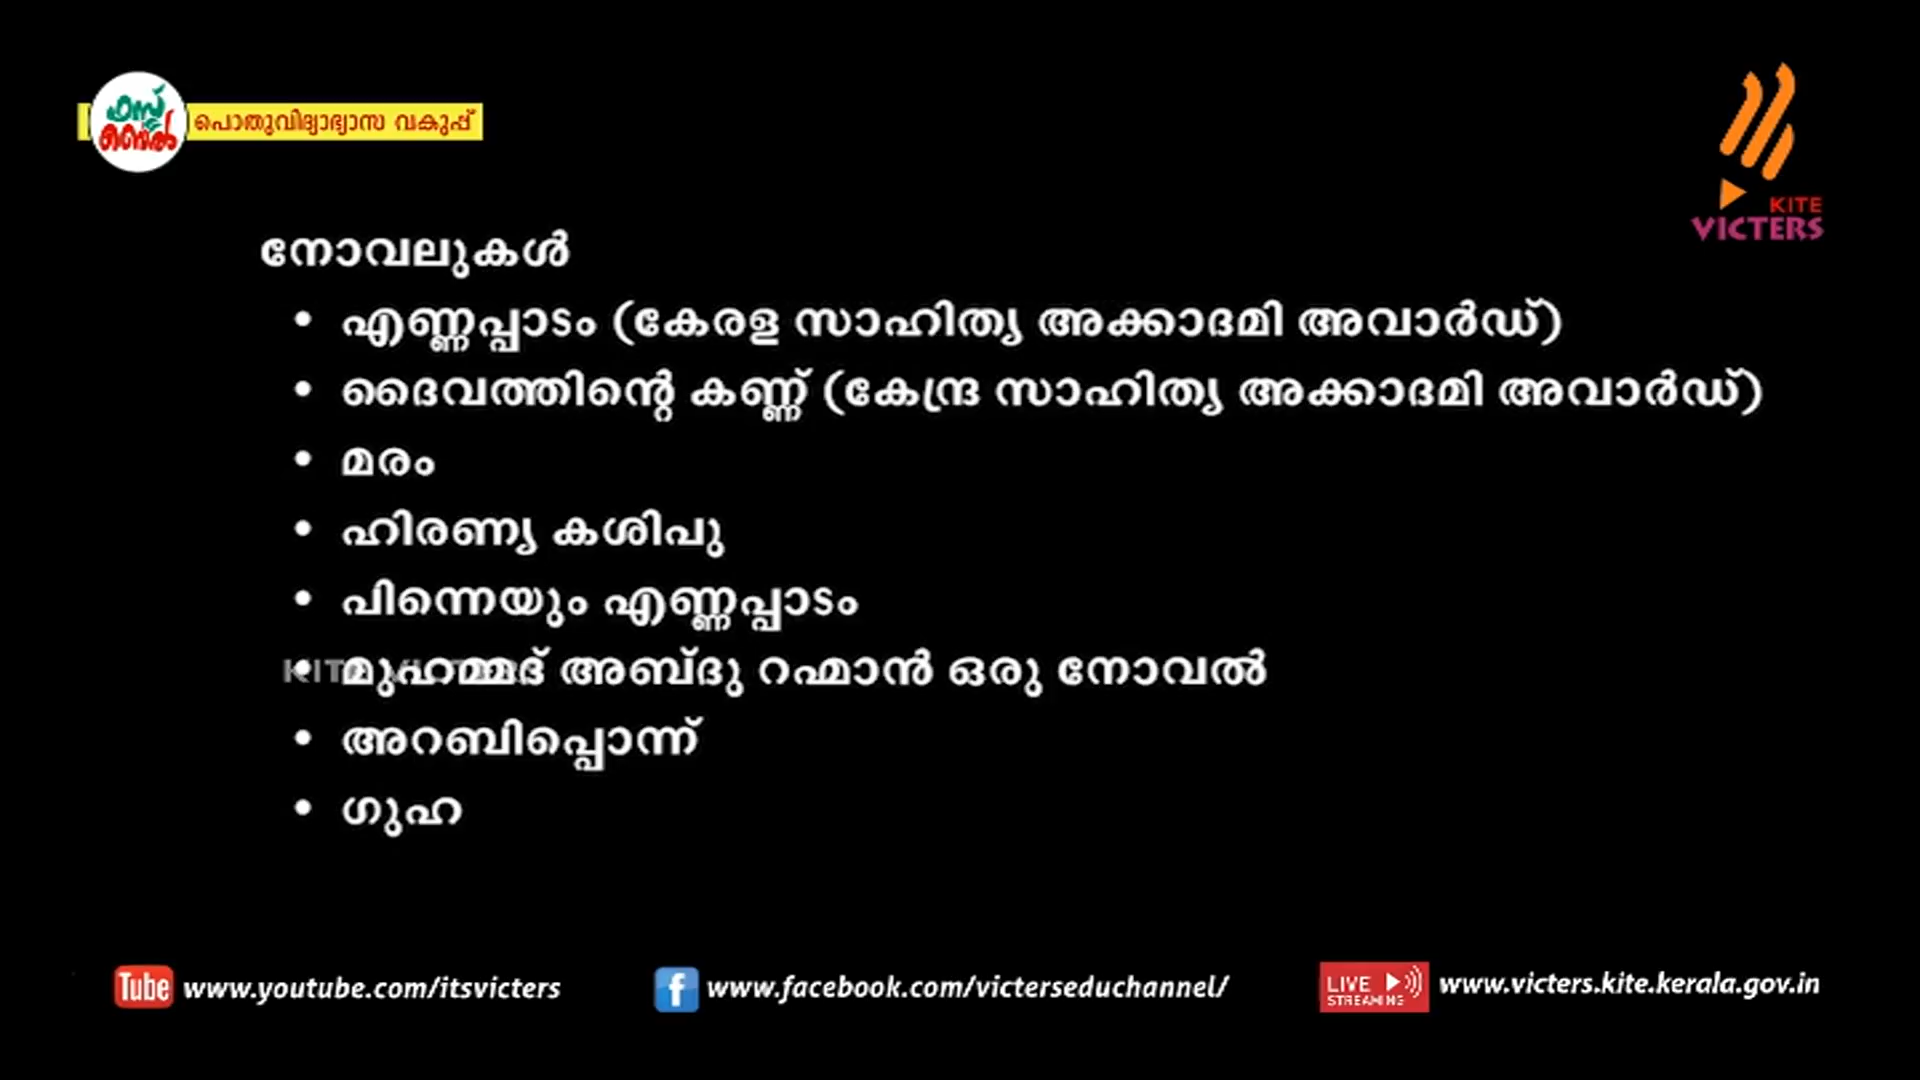 ഫസ്റ്റ് ബെൽ
പൊതുവിദ്യാഭ്യാസ വകുപ്പ്
KITE
VICTERS
നോവലുകൾ
• എണ്ണപ്പാടം (കേരള സാഹിത്യ അക്കാദമി അവാർഡ്)
• ദൈവത്തിന്റെ കണ്ണ് (കേന്ദ്ര സാഹിത്യ അക്കാദമി അവാർഡ്)
• മരം
• ഹിരണ്യ കശിപു
• പിന്നെയും എണ്ണപ്പാടം
• മുഹമ്മദ് അബ്ദു റഹ്മാൻ ഒരു നോവൽ
• അറബിപ്പൊന്ന്
• ഗുഹ
Tube www.youtube.com/itsvicters
f www.facebook.com/victerseduchannel/
LIVE STREAMING www.victers.kite.kerala.gov.in